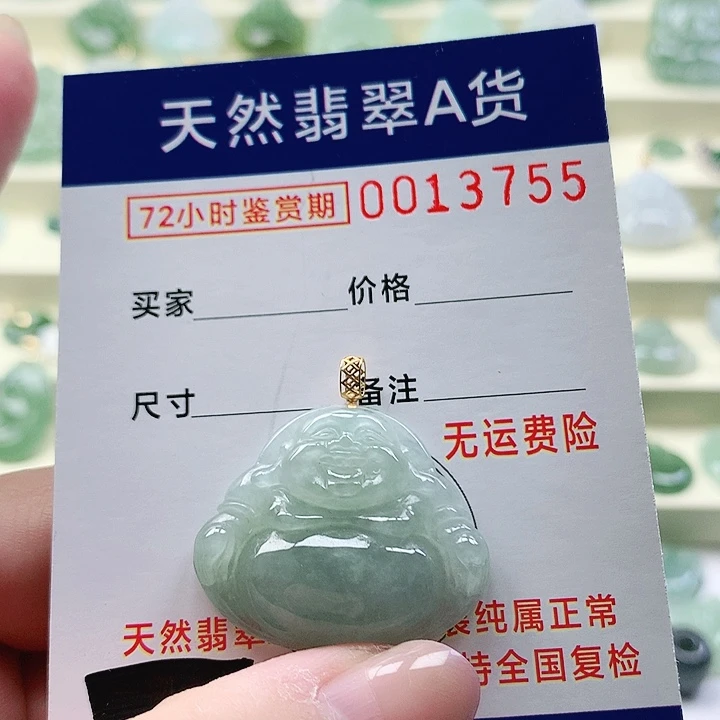 天然翡翠A货
72小时鉴赏期 0013755
买家 价格
尺寸 备注
无运费险
天然翡翠 纯属正常
持全国复检